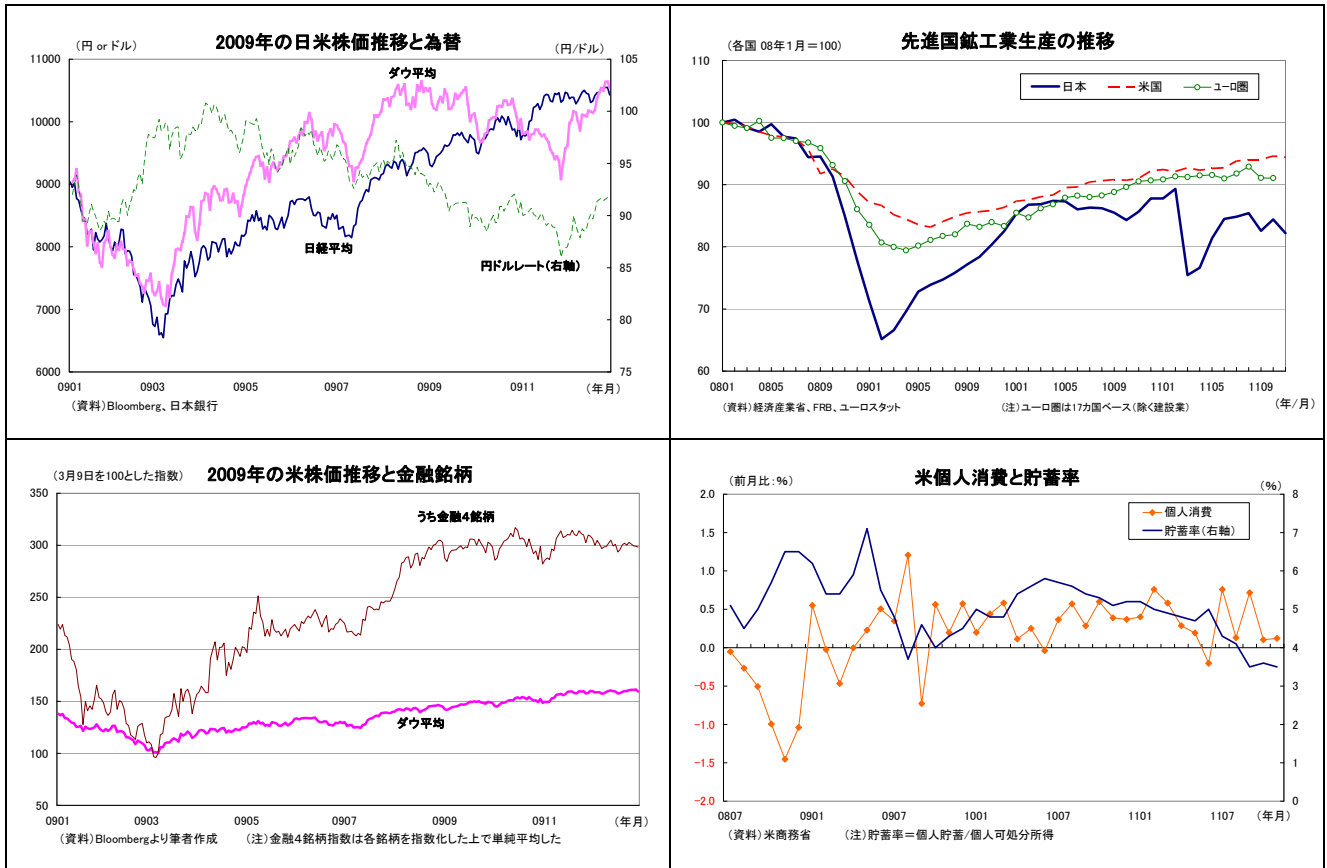 2009年の日米株価推移と為替
（円 or ドル）
（円/ドル）
11000
10000
9000
8000
7000
6000
105
100
95
90
85
80
75
ダウ平均
日経平均
円ドルレート（右軸）
0901 0903 0905 0907 0909 0911
（年月）
（資料）Bloomberg、日本銀行
先進国鉱工業生産の推移
（各国 08年1月＝100）
110
100
90
80
70
60
日本 米国 ユーロ圏
0801 0805 0809 0901 0905 0909 1001 1005 1009 1101 1105 1109
（年/月）
（資料）経済産業省、FRB、ユーロスタット （注）ユーロ圏は17カ国ベース（除く建設業）
2009年の米株価推移と金融銘柄
（3月9日を100とした指数）
350
300
250
200
150
100
50
うち金融4銘柄
ダウ平均
0901 0903 0905 0907 0909 0911
（年月）
（資料）Bloombergより筆者作成 （注）金融4銘柄指数は各銘柄を指数化した上で単純平均した
米個人消費と貯蓄率
（前月比：％）
（％）
2.0
1.5
1.0
0.5
0.0
-0.5
-1.0
-1.5
-2.0
8
7
6
5
4
3
2
1
0
個人消費
貯蓄率（右軸）
0807 0901 0907 1001 1007 1101 1107
（年月）
（資料）米商務省 （注）貯蓄率＝個人貯蓄/個人可処分所得